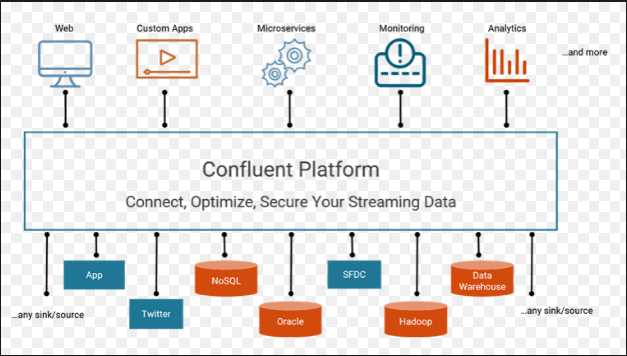 Web
Custom Apps
Microservices
Monitoring
Analytics
...and more
Confluent Platform
Connect, Optimize, Secure Your Streaming Data
App
NoSQL
SFDC
Data
Warehouse
...any sink/source
Twitter
Oracle
Hadoop
...any sink/source